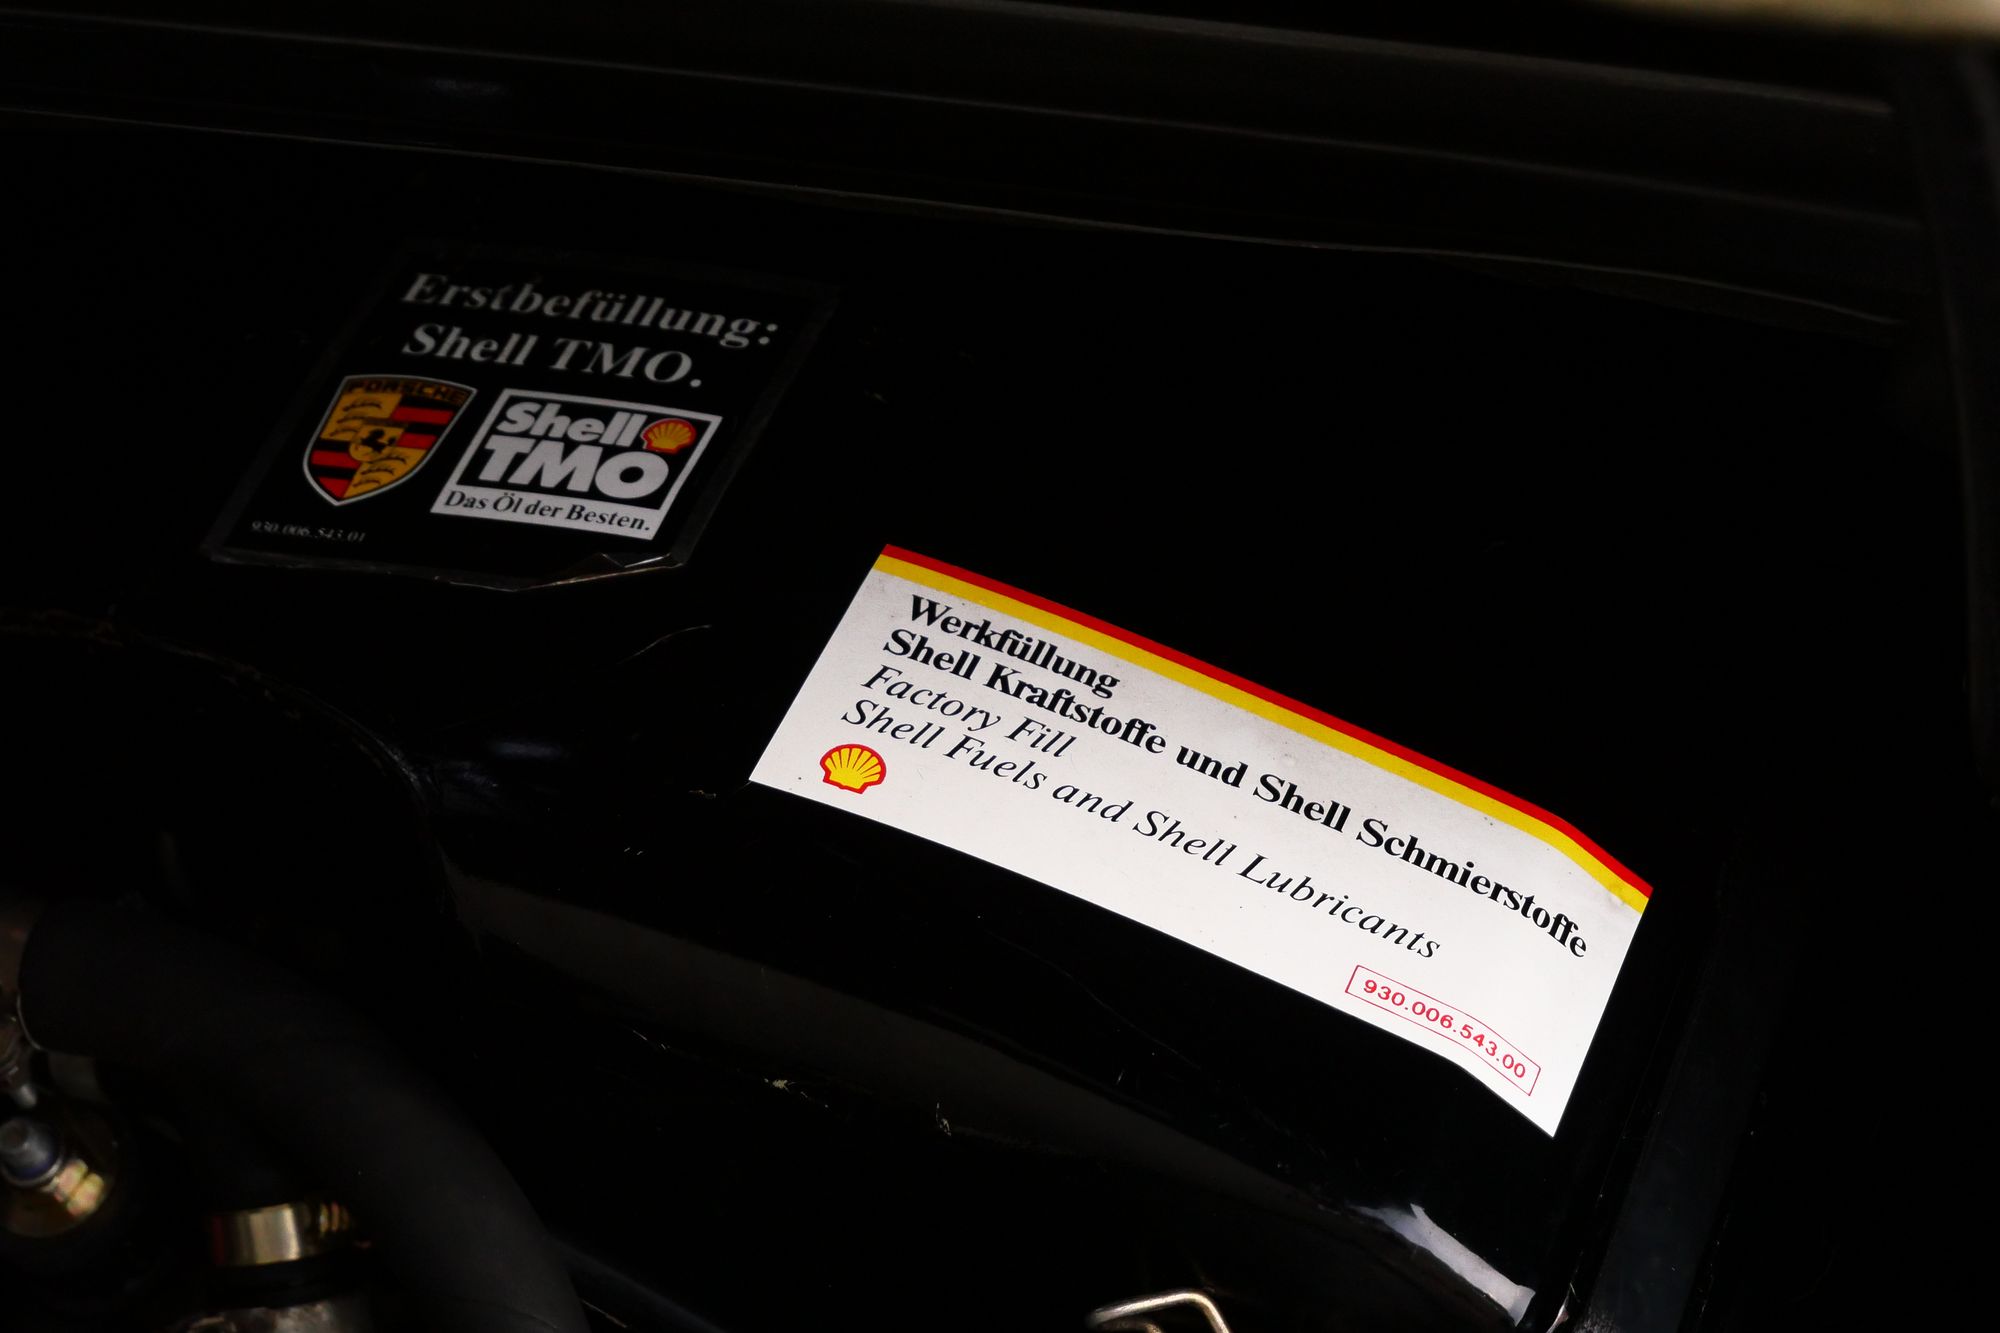 Erstbefüllung:
Shell TMO.
PORSCHE
Shell
TMO
Das Öl der Besten.
930.006.543.01
Werkfüllung
Shell Kraftstoffe und Shell Schmierstoffe
Factory Fill
Shell Fuels and Shell Lubricants
930.006.543.00